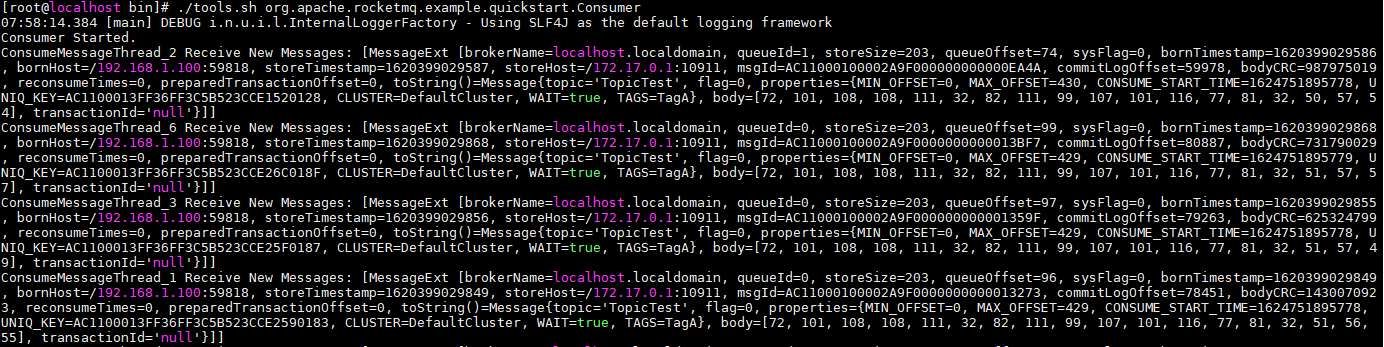 [root@localhost bin]# ./tools.sh org.apache.rocketmq.example.quickstart.Consumer
07:58:14.384 [main] DEBUG i.n.u.i.l.InternalLoggerFactory - Using SLF4J as the default logging framework
Consumer Started.
ConsumeMessageThread_2 Receive New Messages: [MessageExt [brokerName=localhost.localdomain, queueId=1, storeSize=203, queueOffset=74, sysFlag=0, bornTimestamp=1620399029586
, bornHost=/192.168.1.100:59818, storeTimestamp=1620399029587, storeHost=/172.17.0.1:10911, msgId=AC11000100002A9F000000000000EA4A, commitLogOffset=59978, bodyCRC=987975019
, reconsumeTimes=0, preparedTransactionOffset=0, toString()=Message{topic='TopicTest', flag=0, properties={MIN_OFFSET=0, MAX_OFFSET=430, CONSUME_START_TIME=1624751895778, U
NIQ_KEY=AC1100013FF36FF3C5B523CCE1520128, CLUSTER=DefaultCluster, WAIT=true, TAGS=TagA}, body=[72, 101, 108, 108, 111, 32, 82, 111, 99, 107, 101, 116, 77, 81, 32, 50, 57, 5
4], transactionId='null'}]]
ConsumeMessageThread_6 Receive New Messages: [MessageExt [brokerName=localhost.localdomain, queueId=0, storeSize=203, queueOffset=99, sysFlag=0, bornTimestamp=1620399029868
, bornHost=/192.168.1.100:59818, storeTimestamp=1620399029868, storeHost=/172.17.0.1:10911, msgId=AC11000100002A9F0000000000013BF7, commitLogOffset=80887, bodyCRC=731790029
, reconsumeTimes=0, preparedTransactionOffset=0, toString()=Message{topic='TopicTest', flag=0, properties={MIN_OFFSET=0, MAX_OFFSET=429, CONSUME_START_TIME=1624751895779, U
NIQ_KEY=AC1100013FF36FF3C5B523CCE26C018F, CLUSTER=DefaultCluster, WAIT=true, TAGS=TagA}, body=[72, 101, 108, 108, 111, 32, 82, 111, 99, 107, 101, 116, 77, 81, 32, 51, 57, 5
7], transactionId='null'}]]
ConsumeMessageThread_3 Receive New Messages: [MessageExt [brokerName=localhost.localdomain, queueId=0, storeSize=203, queueOffset=97, sysFlag=0, bornTimestamp=1620399029855
, bornHost=/192.168.1.100:59818, storeTimestamp=1620399029856, storeHost=/172.17.0.1:10911, msgId=AC11000100002A9F000000000001359F, commitLogOffset=79263, bodyCRC=625324799
, reconsumeTimes=0, preparedTransactionOffset=0, toString()=Message{topic='TopicTest', flag=0, properties={MIN_OFFSET=0, MAX_OFFSET=429, CONSUME_START_TIME=1624751895778, U
NIQ_KEY=AC1100013FF36FF3C5B523CCE25F0187, CLUSTER=DefaultCluster, WAIT=true, TAGS=TagA}, body=[72, 101, 108, 108, 111, 32, 82, 111, 99, 107, 101, 116, 77, 81, 32, 51, 57, 4
9], transactionId='null'}]]
ConsumeMessageThread_1 Receive New Messages: [MessageExt [brokerName=localhost.localdomain, queueId=0, storeSize=203, queueOffset=96, sysFlag=0, bornTimestamp=1620399029849
, bornHost=/192.168.1.100:59818, storeTimestamp=1620399029849, storeHost=/172.17.0.1:10911, msgId=AC11000100002A9F0000000000013273, commitLogOffset=78451, bodyCRC=143007092
3, reconsumeTimes=0, preparedTransactionOffset=0, toString()=Message{topic='TopicTest', flag=0, properties={MIN_OFFSET=0, MAX_OFFSET=429, CONSUME_START_TIME=1624751895778, 
UNIQ_KEY=AC1100013FF36FF3C5B523CCE2590183, CLUSTER=DefaultCluster, WAIT=true, TAGS=TagA}, body=[72, 101, 108, 108, 111, 32, 82, 111, 99, 107, 101, 116, 77, 81, 32, 51, 56, 
55], transactionId='null'}]]